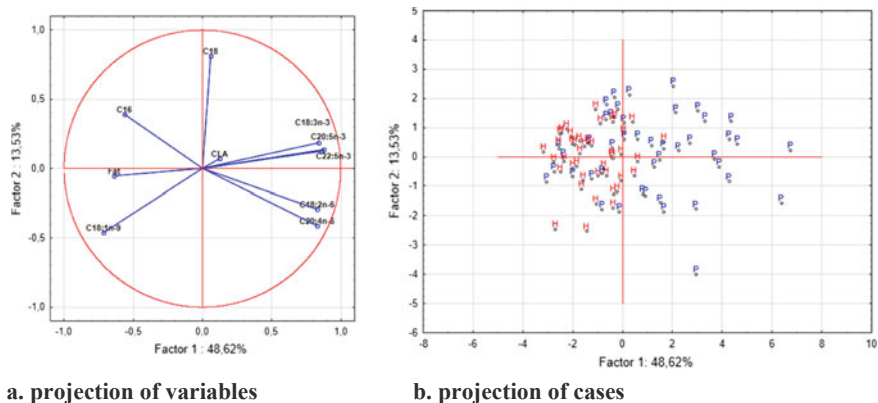 1,0
0,5
0,0
-0,5
-1,0
Factor 2 : 13,53%
C18
C16
C18:3n-3
C20:5n-3
CLA
C22:5n-3
Fat
C18:2n-6
C20:4n-6
C18:1n-9
-1,0 -0,5 0,0 0,5 1,0
Factor 1 : 48,62%
5
4
3
2
1
0
-1
-2
-3
-4
-5
-6
Factor 2: 13,53%
-8 -6 -4 -2 0 2 4 6 8 10
Factor 1: 48,62%
a. projection of variables
b. projection of cases